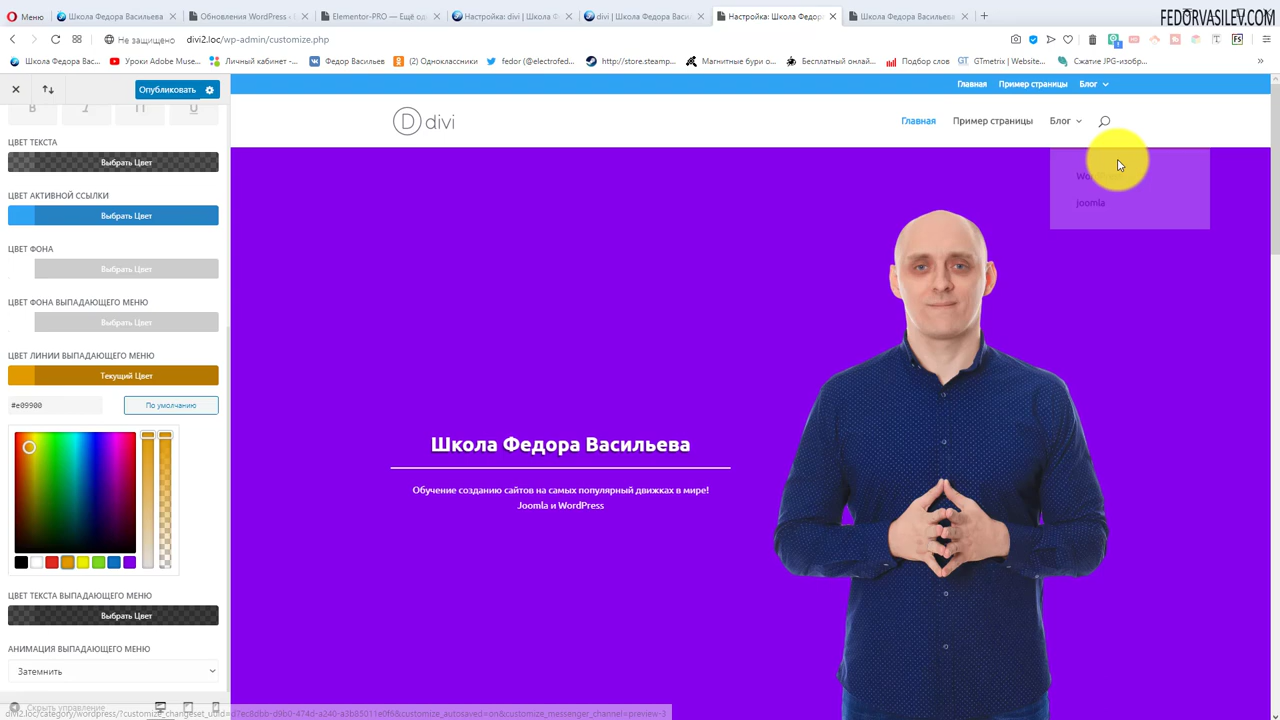 Меню
Школа Федора Васильева
Обновления WordPress - 
Elementor-PRO — Ещё од
Настройка: divi | Школа Ф
divi | Школа Федора Вас
Настройка: Школа Федор
Школа Федора Васильева
FEDORVASILEV.COM
Не защищено
divi2.loc/wp-admin/customize.php
Школа Федора Вас...
Уроки Adobe Muse...
Личный кабинет -...
Федор Васильев
(2) Одноклассники
fedor (@electrofed...
http://store.steamp...
Магнитные бури о...
Бесплатный онлай...
Подбор слов
GTmetrix | Website...
Сжатие JPG-изобр...
Опубликовать
B
I
TT
U
ЦВЕТ ТЕКСТА
Выбрать Цвет
ЦВЕТ АКТИВНОЙ ССЫЛКИ
Выбрать Цвет
ЦВЕТ ФОНА
Выбрать Цвет
ЦВЕТ ФОНА ВЫПАДАЮЩЕГО МЕНЮ
Выбрать Цвет
ЦВЕТ ЛИНИИ ВЫПАДАЮЩЕГО МЕНЮ
Текущий Цвет
#e09900
По умолчанию
ЦВЕТ ТЕКСТА ВЫПАДАЮЩЕГО МЕНЮ
Выбрать Цвет
АНИМАЦИЯ ВЫПАДАЮЩЕГО МЕНЮ
Затемнить
Скрыть управление
Главная
Пример страницы
Блог
D divi
Главная
Пример страницы
Блог
joomla
Школа Федора Васильева
Обучение созданию сайтов на самых популярный движках в мире!
Joomla и WordPress